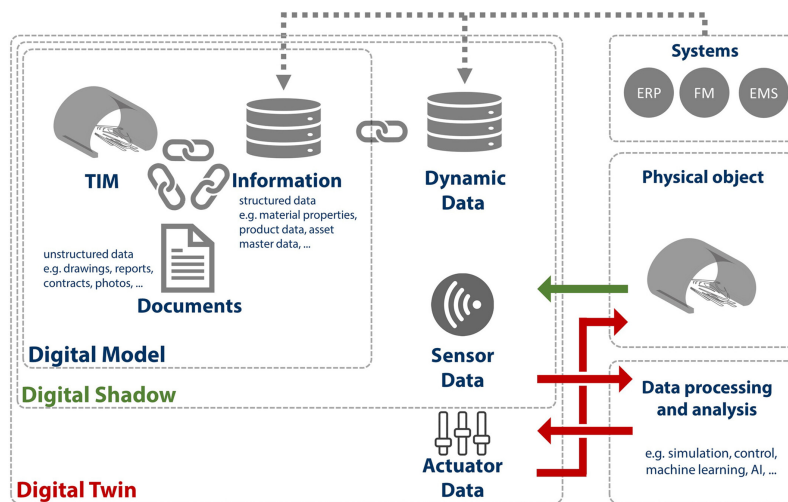 Systems
ERP
FM
EMS
TIM
Information
structured data
e.g. material properties,
product data, asset
master data, ...
Dynamic
Data
Physical object
unstructured data
e.g. drawings, reports,
contracts, photos, ...
Documents
Digital Model
Sensor
Data
Digital Shadow
Data processing
and analysis
e.g. simulation, control,
machine learning, AI, ...
Actuator
Data
Digital Twin